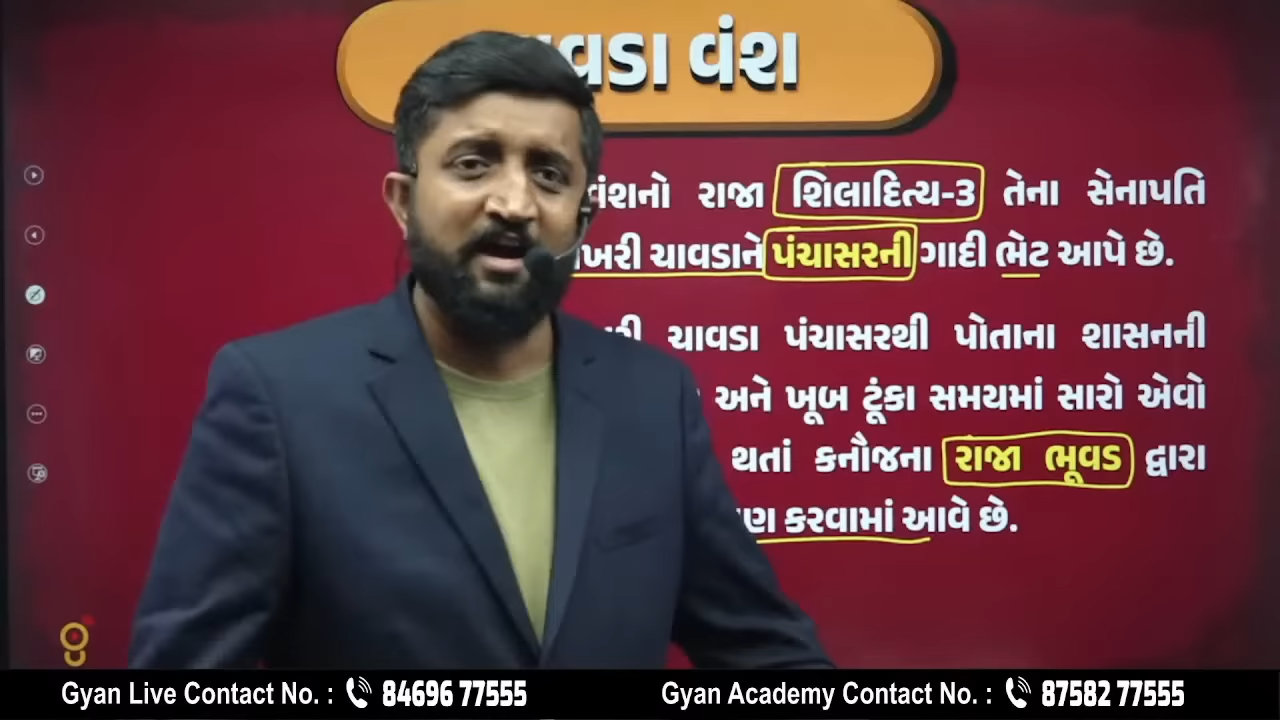 વડા વંશ
વંશનો રાજા શિલાદિત્ય-૩ તેના સેનાપતિ
ખરી ચાવડાને પંચાસરની ગાદી ભેટ આપે છે.
ચાવડા પંચાસરથી પોતાના શાસનની
અને ખૂબ ટૂંકા સમયમાં સારો એવો
થતાં કનૌજના રાજા ભૂવડ દ્વારા
કરવામાં આવે છે.
Gyan Live Contact No. : 84696 77555
Gyan Academy Contact No. : 87582 77555